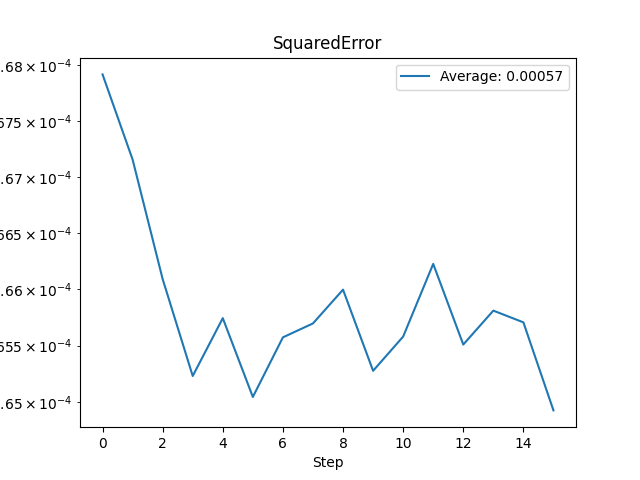 SquaredError
Average: 0.00057
.68 × 10⁻⁴
675 × 10⁻⁴
.67 × 10⁻⁴
665 × 10⁻⁴
.66 × 10⁻⁴
655 × 10⁻⁴
.65 × 10⁻⁴
0 2 4 6 8 10 12 14
Step